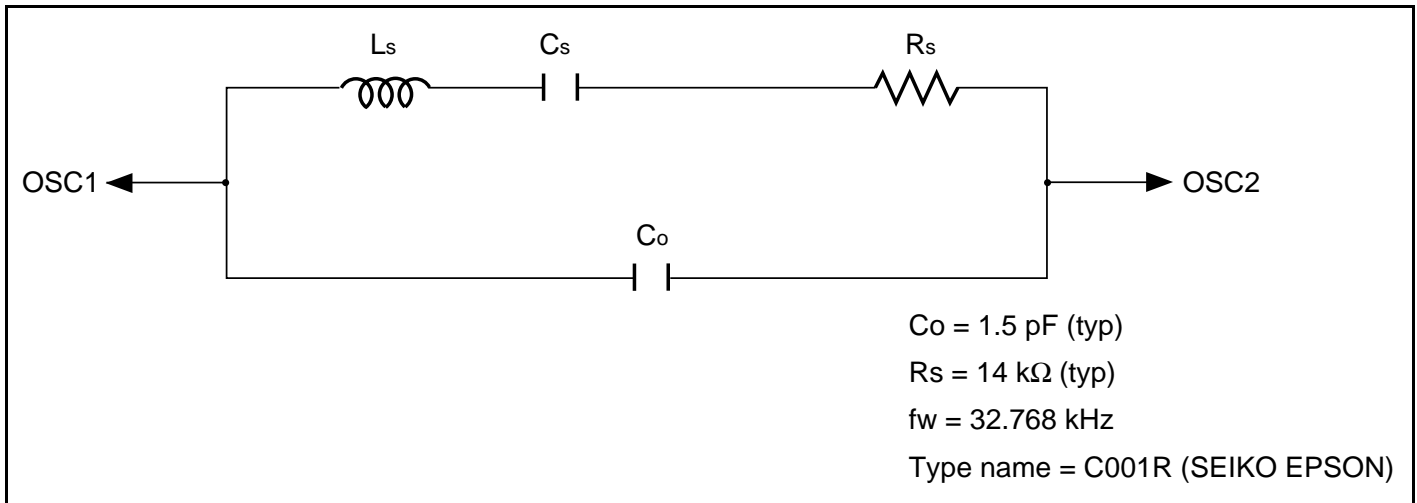 Ls Cs Rs
OSC1 OSC2
Co
Co = 1.5 pF (typ)
Rs = 14 kΩ (typ)
fw = 32.768 kHz
Type name = C001R (SEIKO EPSON)